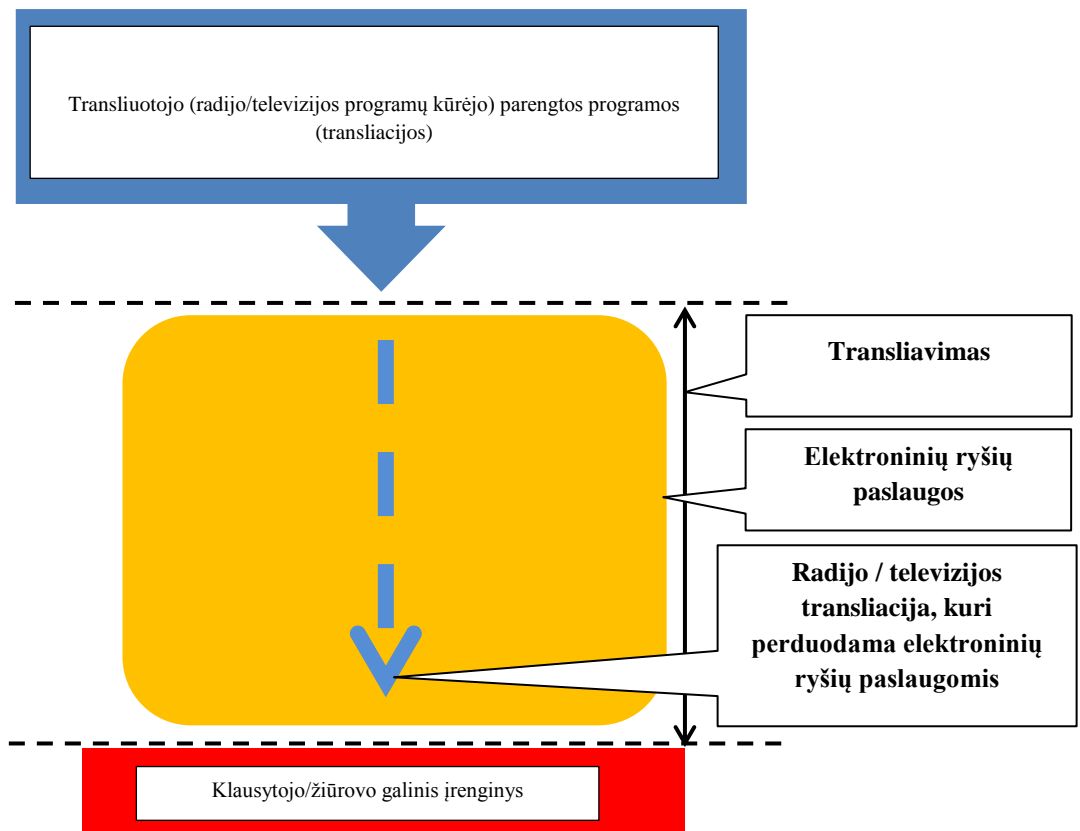 Transliuotojo (radijo/televizijos programų kūrėjo) parengtos programos
(transliacijos)
Transliavimas
Elektroninių ryšių
paslaugos
Radijo / televizijos
transliacija, kuri
perduodama elektroninių
ryšių paslaugomis
Klausytojo/žiūrovo galinis įrenginys